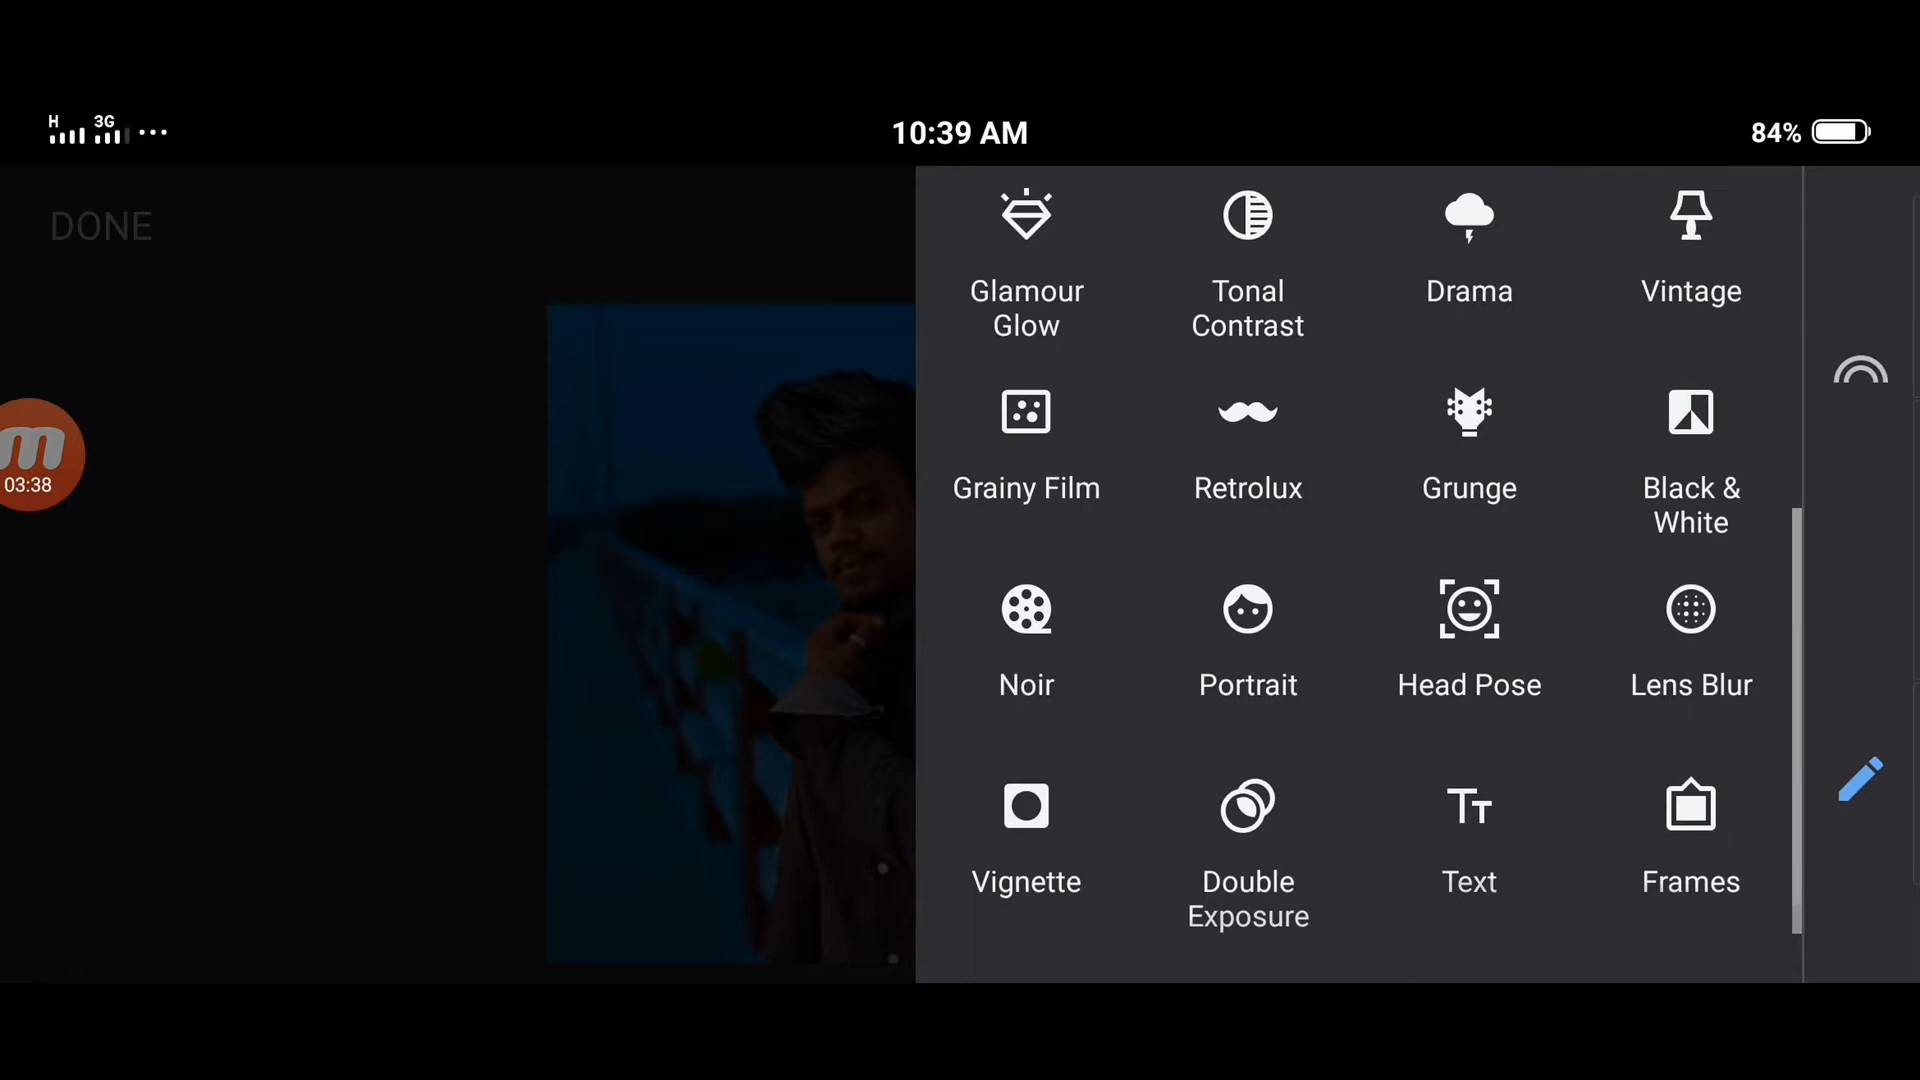 H 3G
10:39 AM
84%
DONE
m
03:38
Glamour Glow
Tonal Contrast
Drama
Vintage
Grainy Film
Retrolux
Grunge
Black & White
Noir
Portrait
Head Pose
Lens Blur
Vignette
Double Exposure
Tт
Text
Frames